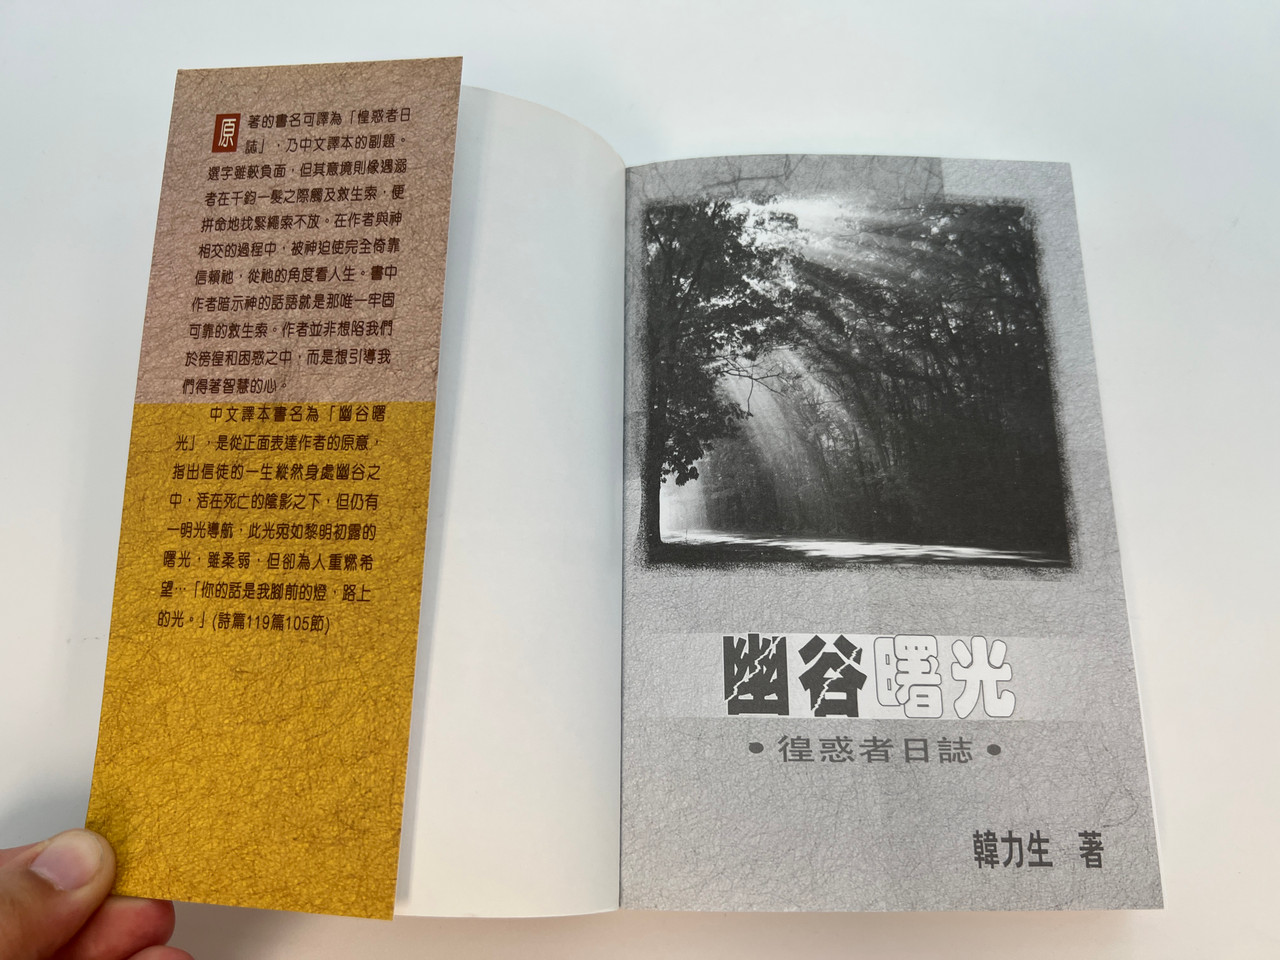 原著的書名可譯為「惶惑者日
誌」，乃中文譯本的副題。
選字雖較負面，但其意境則像遇溺
者在千鈞一髮之際觸及救生索，便
拼命地找緊繩索不放。在作者與神
相交的過程中，被神迫使完全倚靠
信賴祂，從祂的角度看人生。書中
作者暗示神的話語就是那唯一牢固
可靠的救生索。作者並非想陷我們
於傍徨和困惑之中，而是想引導我
們得著智慧的心。
中文譯本書名為「幽谷曙
光」，是從正面表達作者的原意，
指出信徒的一生縱然身處幽谷之
中，活在死亡的陰影之下，但仍有
一明光導航，此光宛如黎明初露的
曙光，雖柔弱，但卻為人重燃希
望…「你的話是我腳前的燈，路上
的光。」(詩篇119篇105節)
幽谷曙光
•徨惑者日誌•
韓力生 著